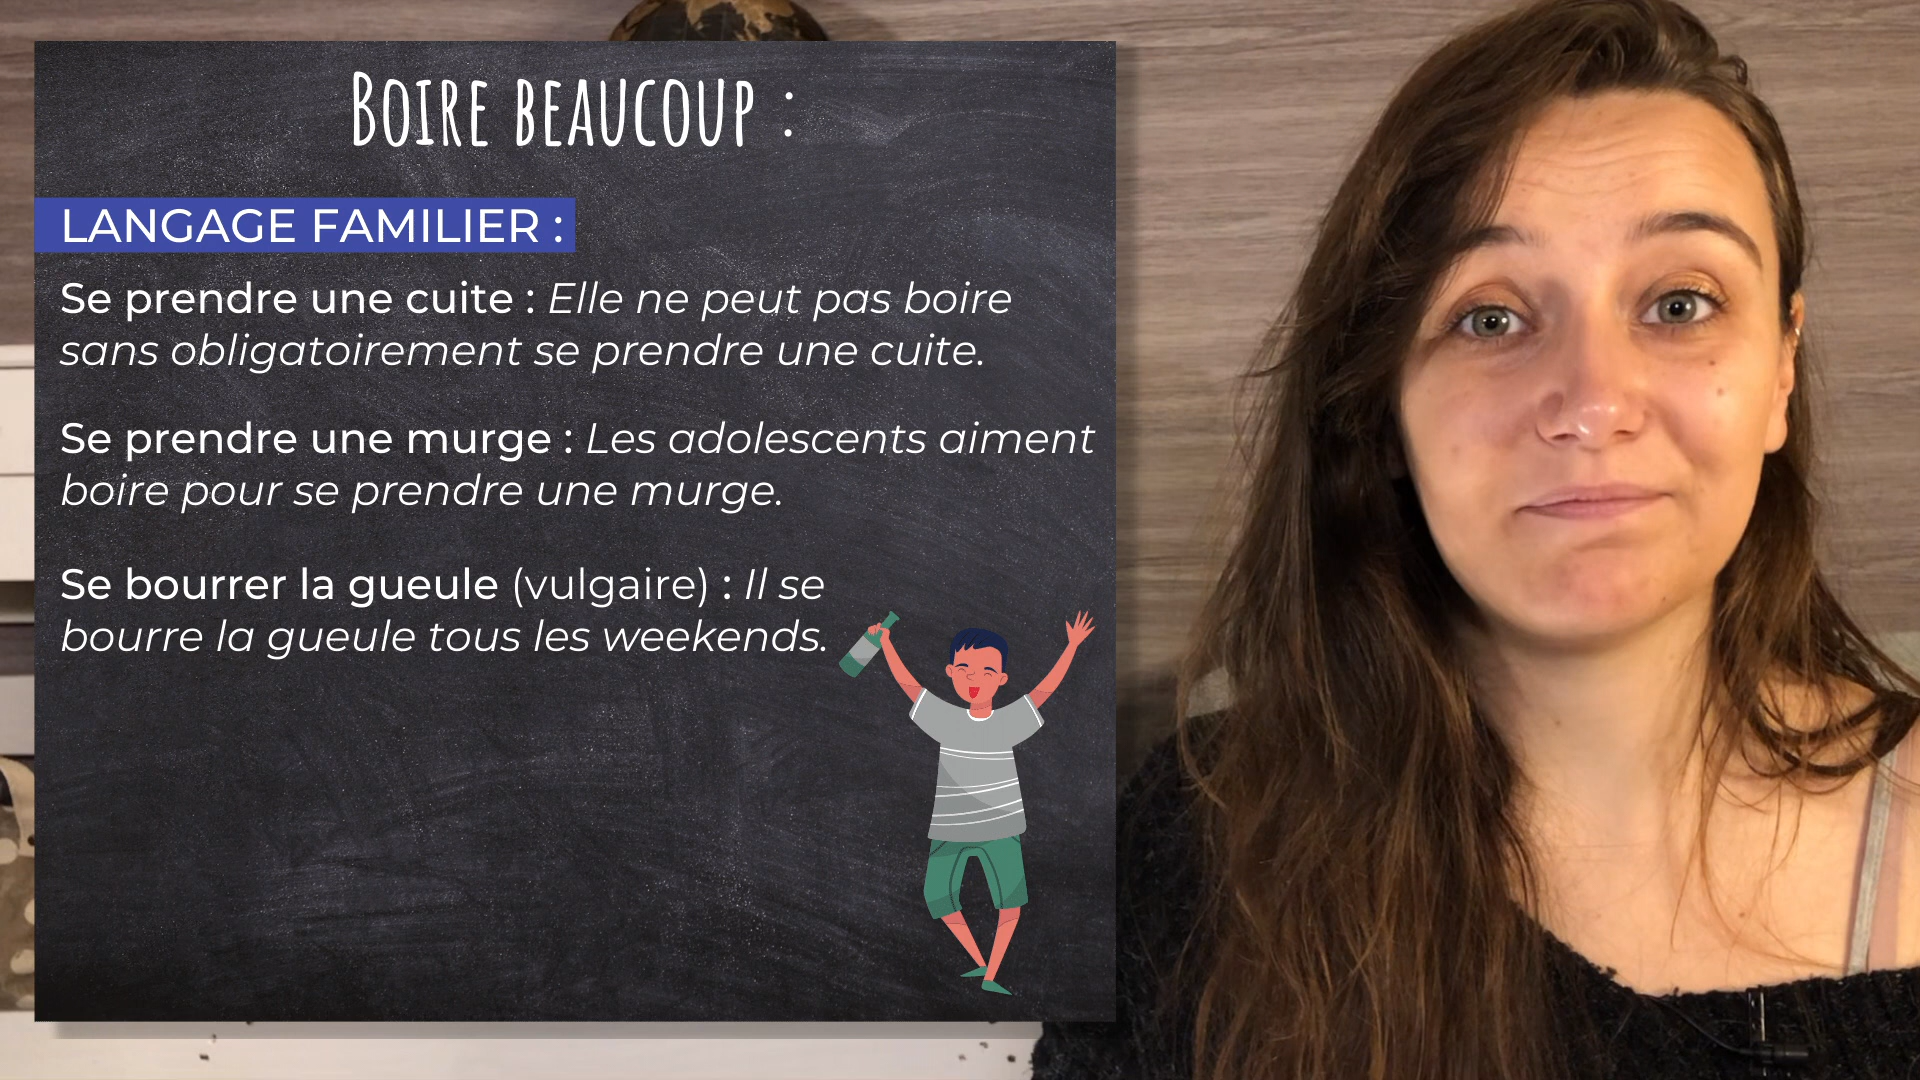 BOIRE BEAUCOUP :
LANGAGE FAMILIER :
Se prendre une cuite : Elle ne peut pas boire
sans obligatoirement se prendre une cuite.
Se prendre une murge : Les adolescents aiment
boire pour se prendre une murge.
Se bourrer la gueule (vulgaire) : Il se
bourre la gueule tous les weekends.